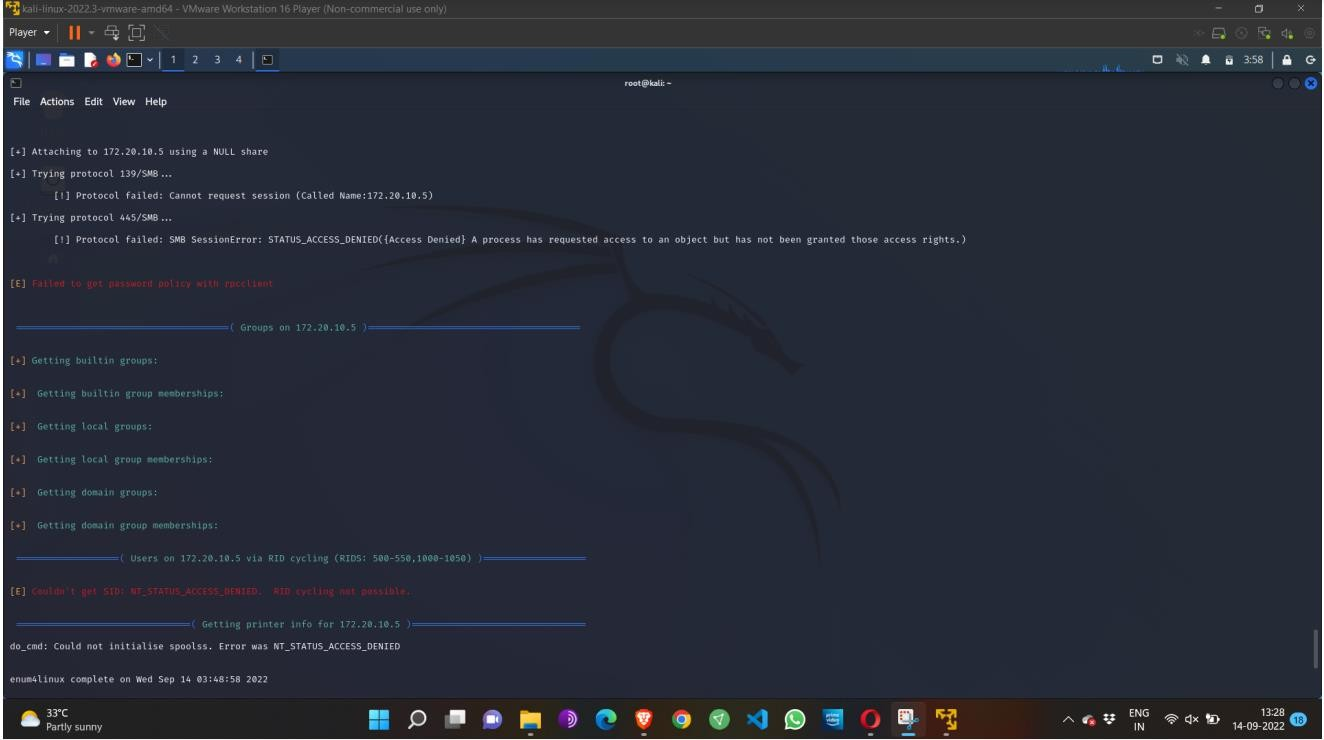 kali-linux-2022.3-vmware-amd64 - VMware Workstation 16 Player (Non-commercial use only)
Player
1 2 3 4
3:58
root@kali: ~
File Actions Edit View Help
[+] Attaching to 172.20.10.5 using a NULL share
[+] Trying protocol 139/SMB...
[!] Protocol failed: Cannot request session (Called Name:172.20.10.5)
[+] Trying protocol 445/SMB...
[!] Protocol failed: SMB SessionError: STATUS_ACCESS_DENIED({Access Denied} A process has requested access to an object but has not been granted those access rights.)
[E] Failed to get password policy with rpcclient
( Groups on 172.20.10.5 )
[+] Getting builtin groups:
[+] Getting builtin group memberships:
[+] Getting local groups:
[+] Getting local group memberships:
[+] Getting domain groups:
[+] Getting domain group memberships:
( Users on 172.20.10.5 via RID cycling (RIDS: 500-550,1000-1050) )
[E] Couldn't get SID: NT_STATUS_ACCESS_DENIED. RID cycling not possible.
( Getting printer info for 172.20.10.5 )
do_cmd: Could not initialise spoolss. Error was NT_STATUS_ACCESS_DENIED
enum4linux complete on Wed Sep 14 03:48:58 2022
33°C
Partly sunny
prime video
ENG
IN
13:28
14-09-2022
18